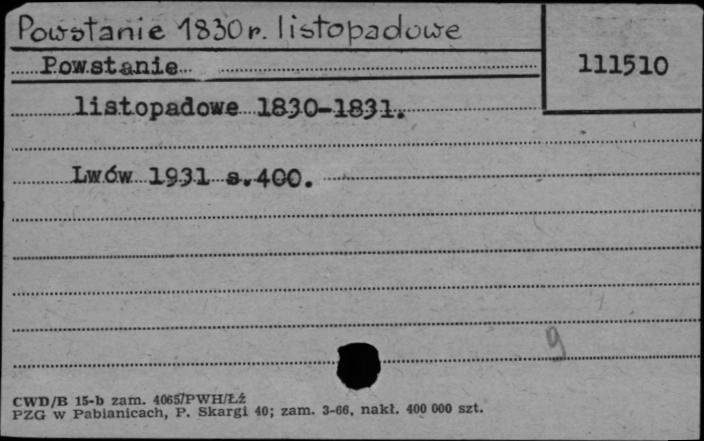 Powstanie 1830 r. listopadowe
Powstanie
111510
listopadowe 1830-1831.
Lwów 1931 s. 400.
9
CWD/B 15-b zam. 4065/PWH/Łź
PZG w Pabianicach, P. Skargi 40; zam. 3-66, nakł. 400 000 szt.